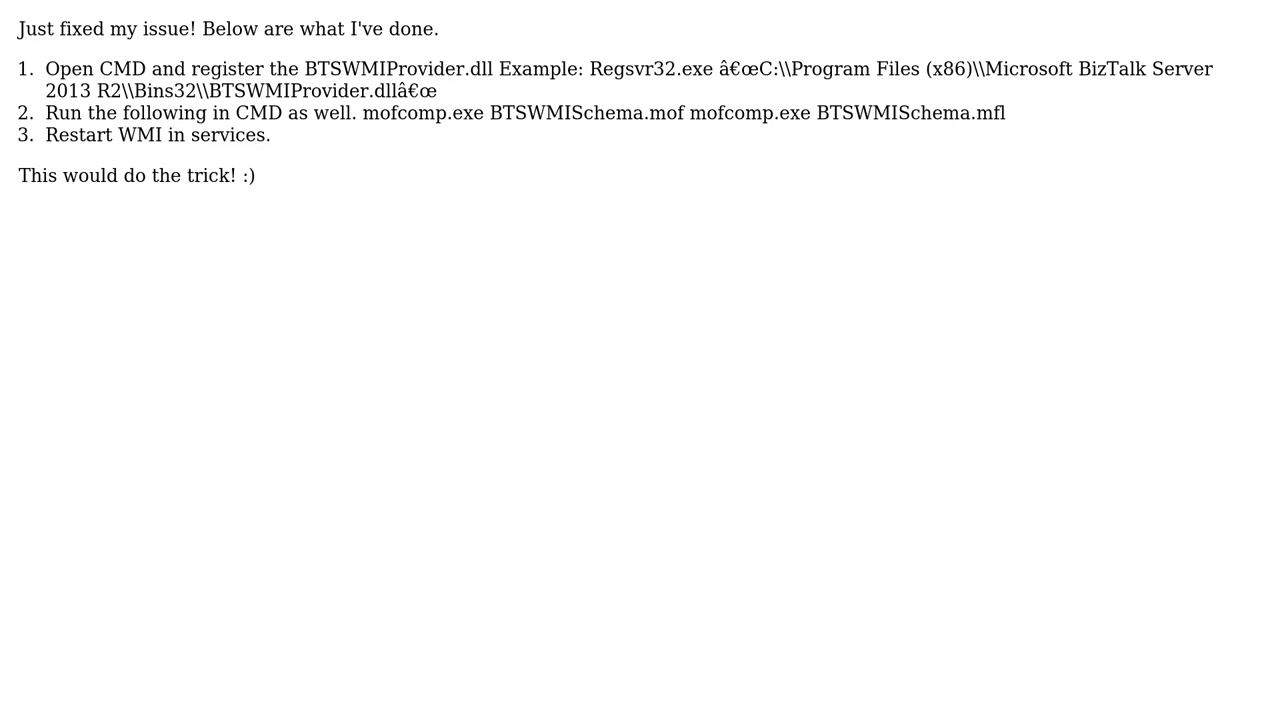 Just fixed my issue! Below are what I've done.
1. Open CMD and register the BTSWMIProvider.dll Example: Regsvr32.exe â€œC:\\Program Files (x86)\\Microsoft BizTalk Server
2013 R2\\Bins32\\BTSWMIProvider.dllâ€œ
2. Run the following in CMD as well. mofcomp.exe BTSWMISchema.mof mofcomp.exe BTSWMISchema.mfl
3. Restart WMI in services.
This would do the trick! :)